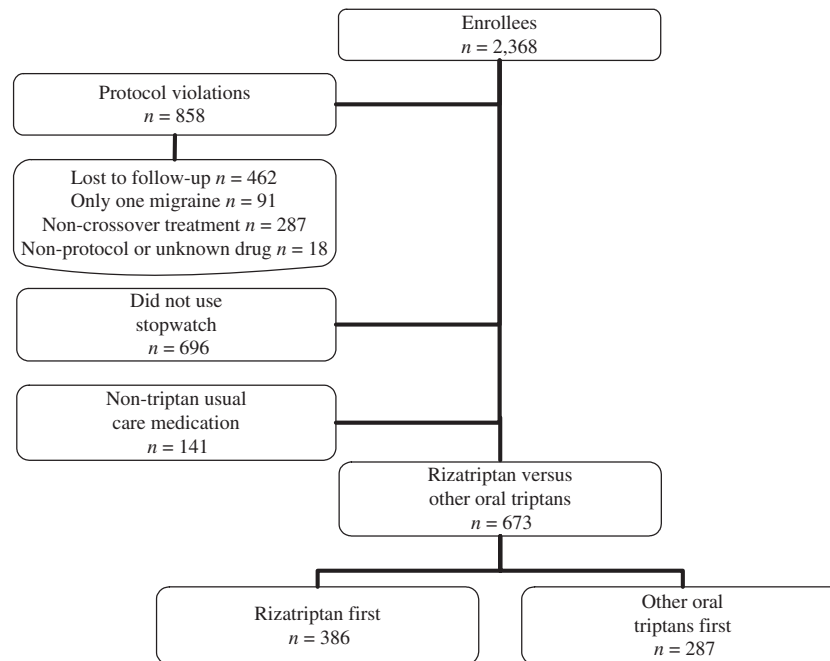 Enrollees
n = 2,368
Protocol violations
n = 858
Lost to follow-up n = 462
Only one migraine n = 91
Non-crossover treatment n = 287
Non-protocol or unknown drug n = 18
Did not use
stopwatch
n = 696
Non-triptan usual
care medication
n = 141
Rizatriptan versus
other oral triptans
n = 673
Rizatriptan first
n = 386
Other oral
triptans first
n = 287